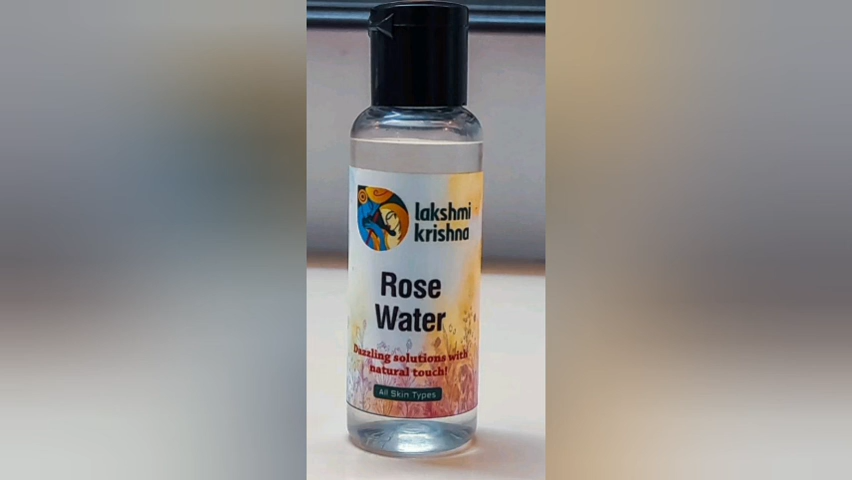 lakshmi
krishna
Rose
Water
Dazzling solutions with
natural touch!
All Skin Types